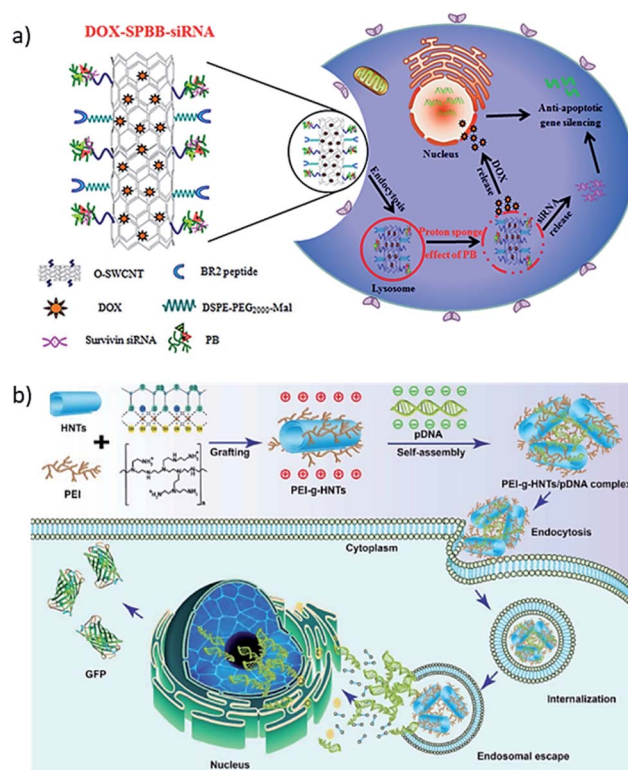 a)
DOX-SPBB-siRNA
Nucleus
Anti-apoptotic
gene silencing
DOX
release
siRNA
release
Endocytosis
Proton sponge
effect of PB
Lysosome
O-SWCNT
BR2 peptide
DOX
DSPE-PEG2000-Mal
Survivin siRNA
PB
b)
HNTs
+
PEI
Grafting
PEI-g-HNTs
pDNA
Self-assembly
PEI-g-HNTs/pDNA complex
Endocytosis
Cytoplasm
GFP
Internalization
Endosomal escape
Nucleus